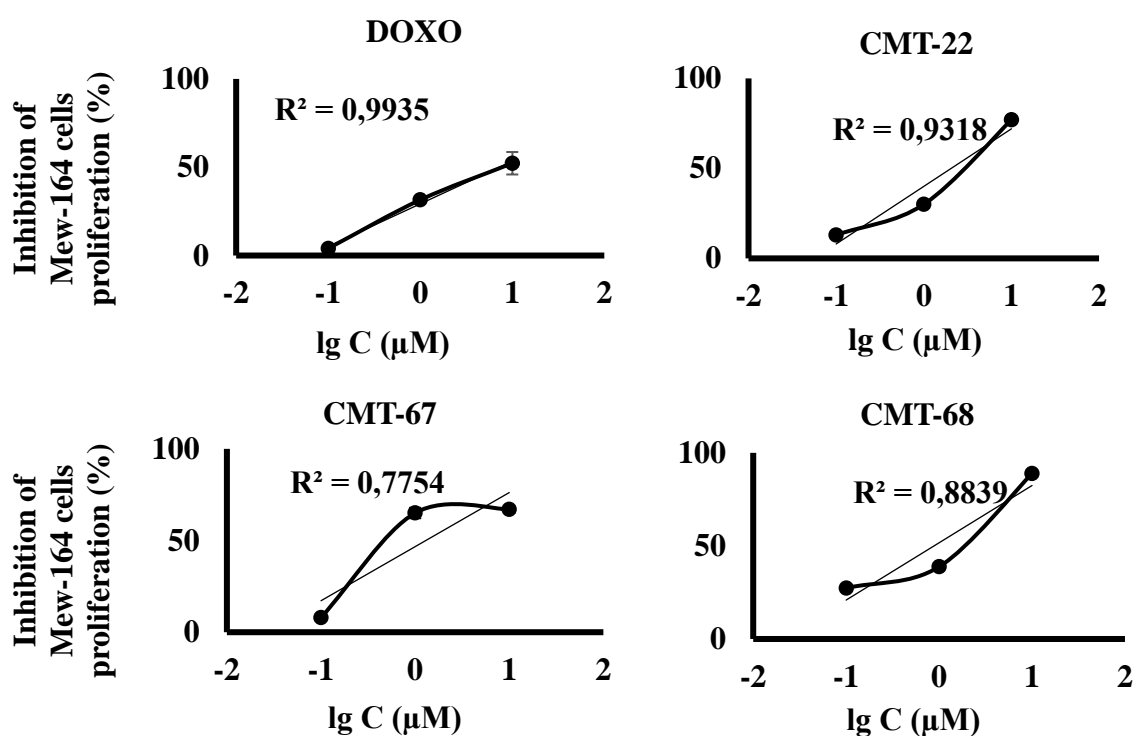 DOXO
Inhibition of
Mew-164 cells
proliferation (%)
100
50
0
R² = 0,9935
-2 -1 0 1 2
lg C (µM)
CMT-22
100
50
0
R² = 0,9318
-2 -1 0 1 2
lg C (µM)
CMT-67
Inhibition of
Mew-164 cells
proliferation (%)
100
50
0
R² = 0,7754
-2 -1 0 1 2
lg C (µM)
CMT-68
100
50
0
R² = 0,8839
-2 -1 0 1 2
lg C (µM)